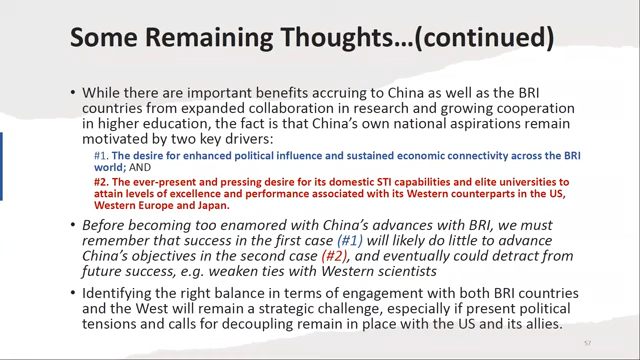 Some Remaining Thoughts…(continued)
• While there are important benefits accruing to China as well as the BRI
countries from expanded collaboration in research and growing cooperation
in higher education, the fact is that China's own national aspirations remain
motivated by two key drivers:
#1. The desire for enhanced political influence and sustained economic connectivity across the BRI
world; AND
#2. The ever-present and pressing desire for its domestic STI capabilities and elite universities to
attain levels of excellence and performance associated with its Western counterparts in the US,
Western Europe and Japan.
• Before becoming too enamored with China's advances with BRI, we must
remember that success in the first case (#1) will likely do little to advance
China's objectives in the second case (#2), and eventually could detract from
future success, e.g. weaken ties with Western scientists
• Identifying the right balance in terms of engagement with both BRI countries
and the West will remain a strategic challenge, especially if present political
tensions and calls for decoupling remain in place with the US and its allies.
57